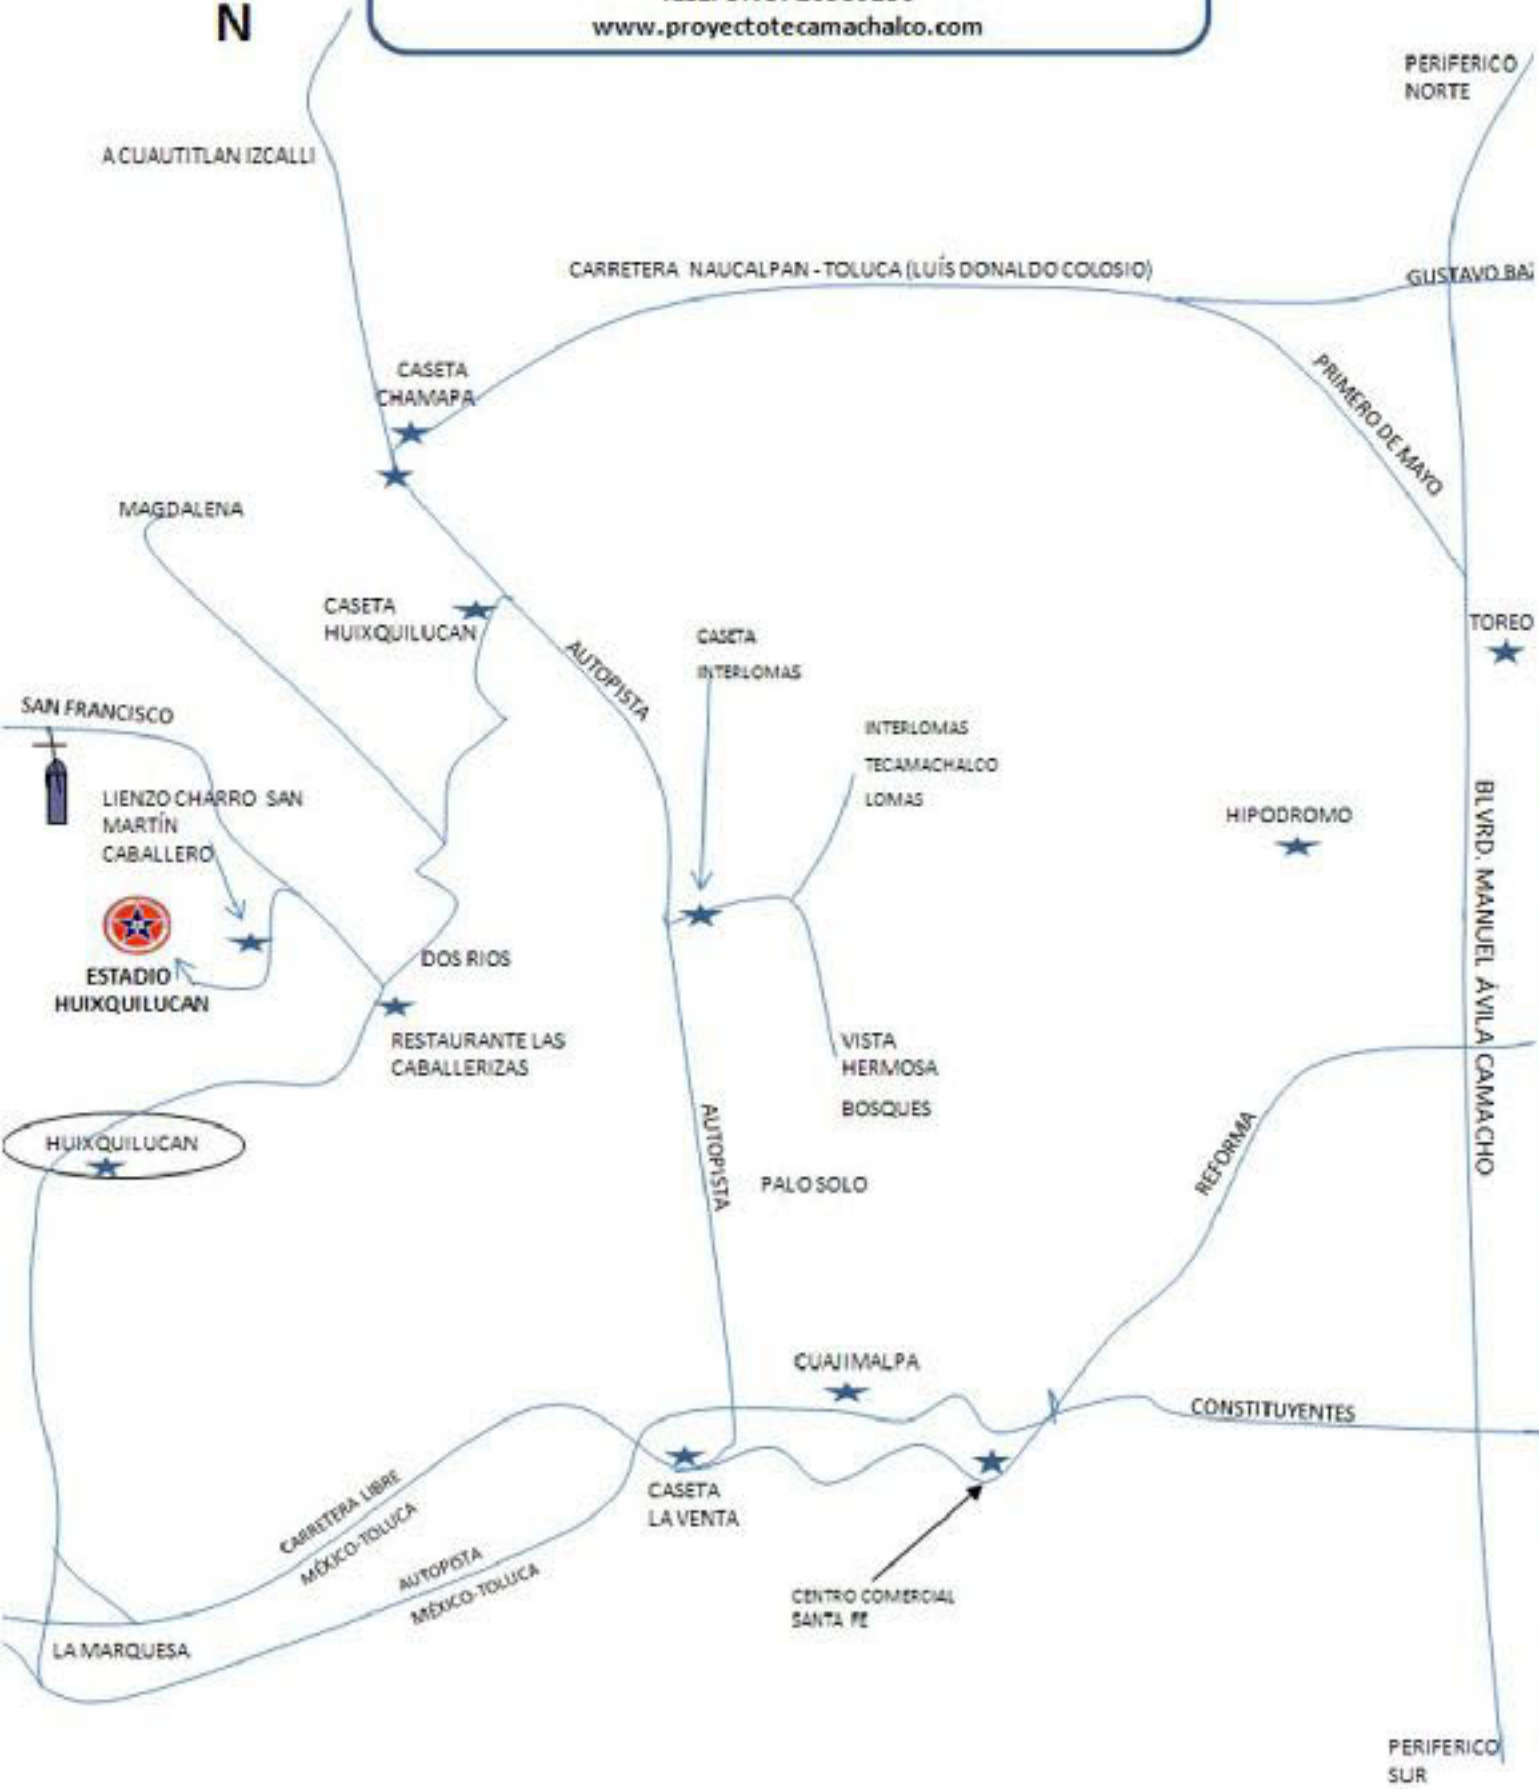 N
www.proyectotecamachalco.com
PERIFERICO
NORTE
A CUAUTITLAN IZCALLI
CARRETERA NAUCALPAN - TOLUCA (LUÍS DONALDO COLOSIO)
GUSTAVO BAZ
CASETA
CHAMAPA
PRIMERO DE MAYO
MAGDALENA
CASETA
HUIXQUILUCAN
AUTOPISTA
CASETA
INTERLOMAS
TOREO
SAN FRANCISCO
INTERLOMAS
TECAMACHALCO
LOMAS
LIENZO CHARRO SAN
MARTÍN
CABALLERO
HIPODROMO
BLVRD. MANUEL ÁVILA CAMACHO
ESTADIO
HUIXQUILUCAN
DOS RIOS
RESTAURANTE LAS
CABALLERIZAS
VISTA
HERMOSA
BOSQUES
HUIXQUILUCAN
AUTOPISTA
PALO SOLO
REFORMA
CUAJIMALPA
CONSTITUYENTES
CASETA
LA VENTA
CARRETERA LIBRE
MÉXICO-TOLUCA
AUTOPISTA
MÉXICO-TOLUCA
CENTRO COMERCIAL
SANTA FE
LA MARQUESA
PERIFERICO
SUR